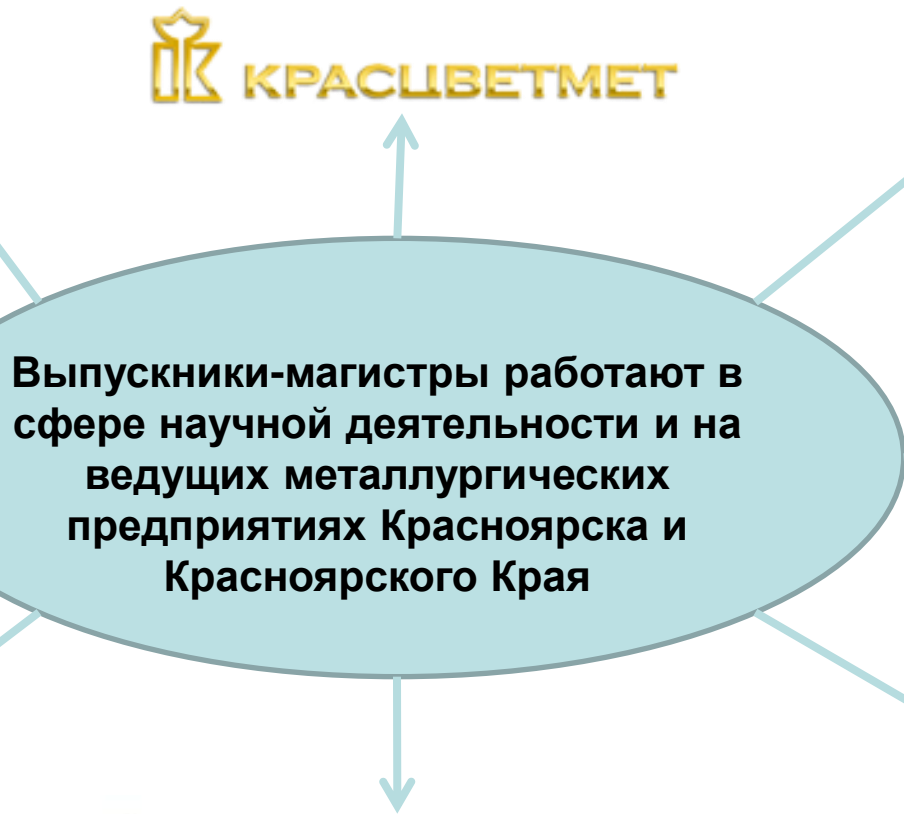 КРАСЦВЕТМЕТ
Выпускники-магистры работают в
сфере научной деятельности и на
ведущих металлургических
предприятиях Красноярска и
Красноярского Края